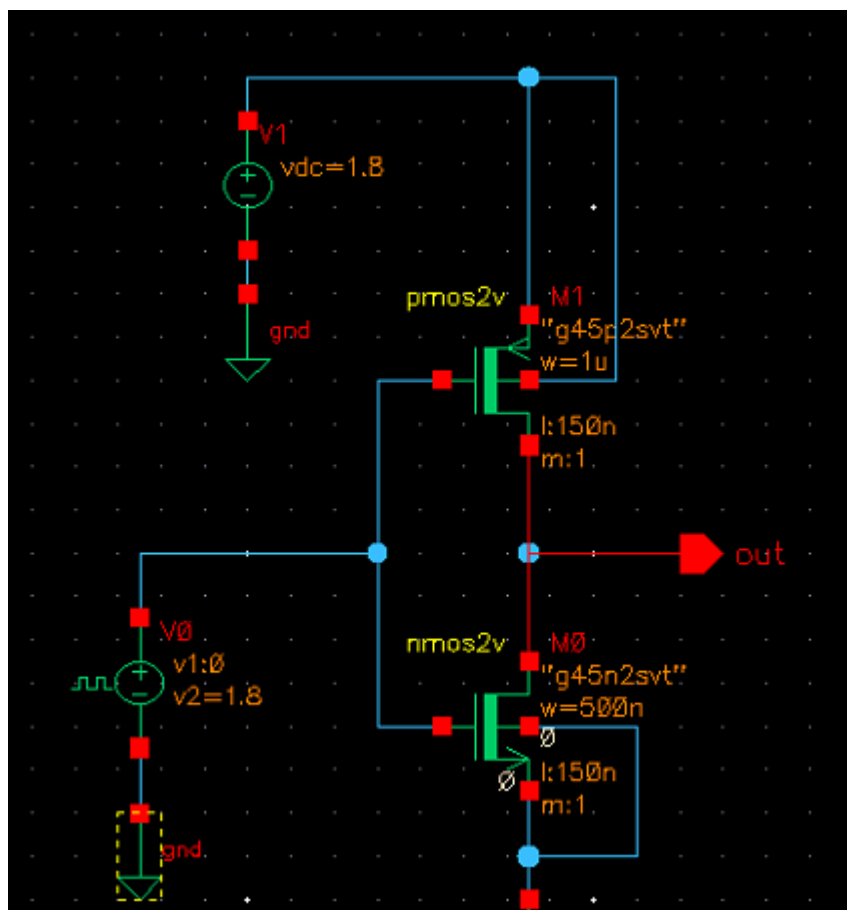 V1
vdc=1.8
gnd
pmos2v
M1
"g45p2svt"
w=1u
l:150n
m:1
out
V0
v1:0
v2=1.8
gnd
nmos2v
M0
"g45n2svt"
w=500n
0
0
l:150n
m:1